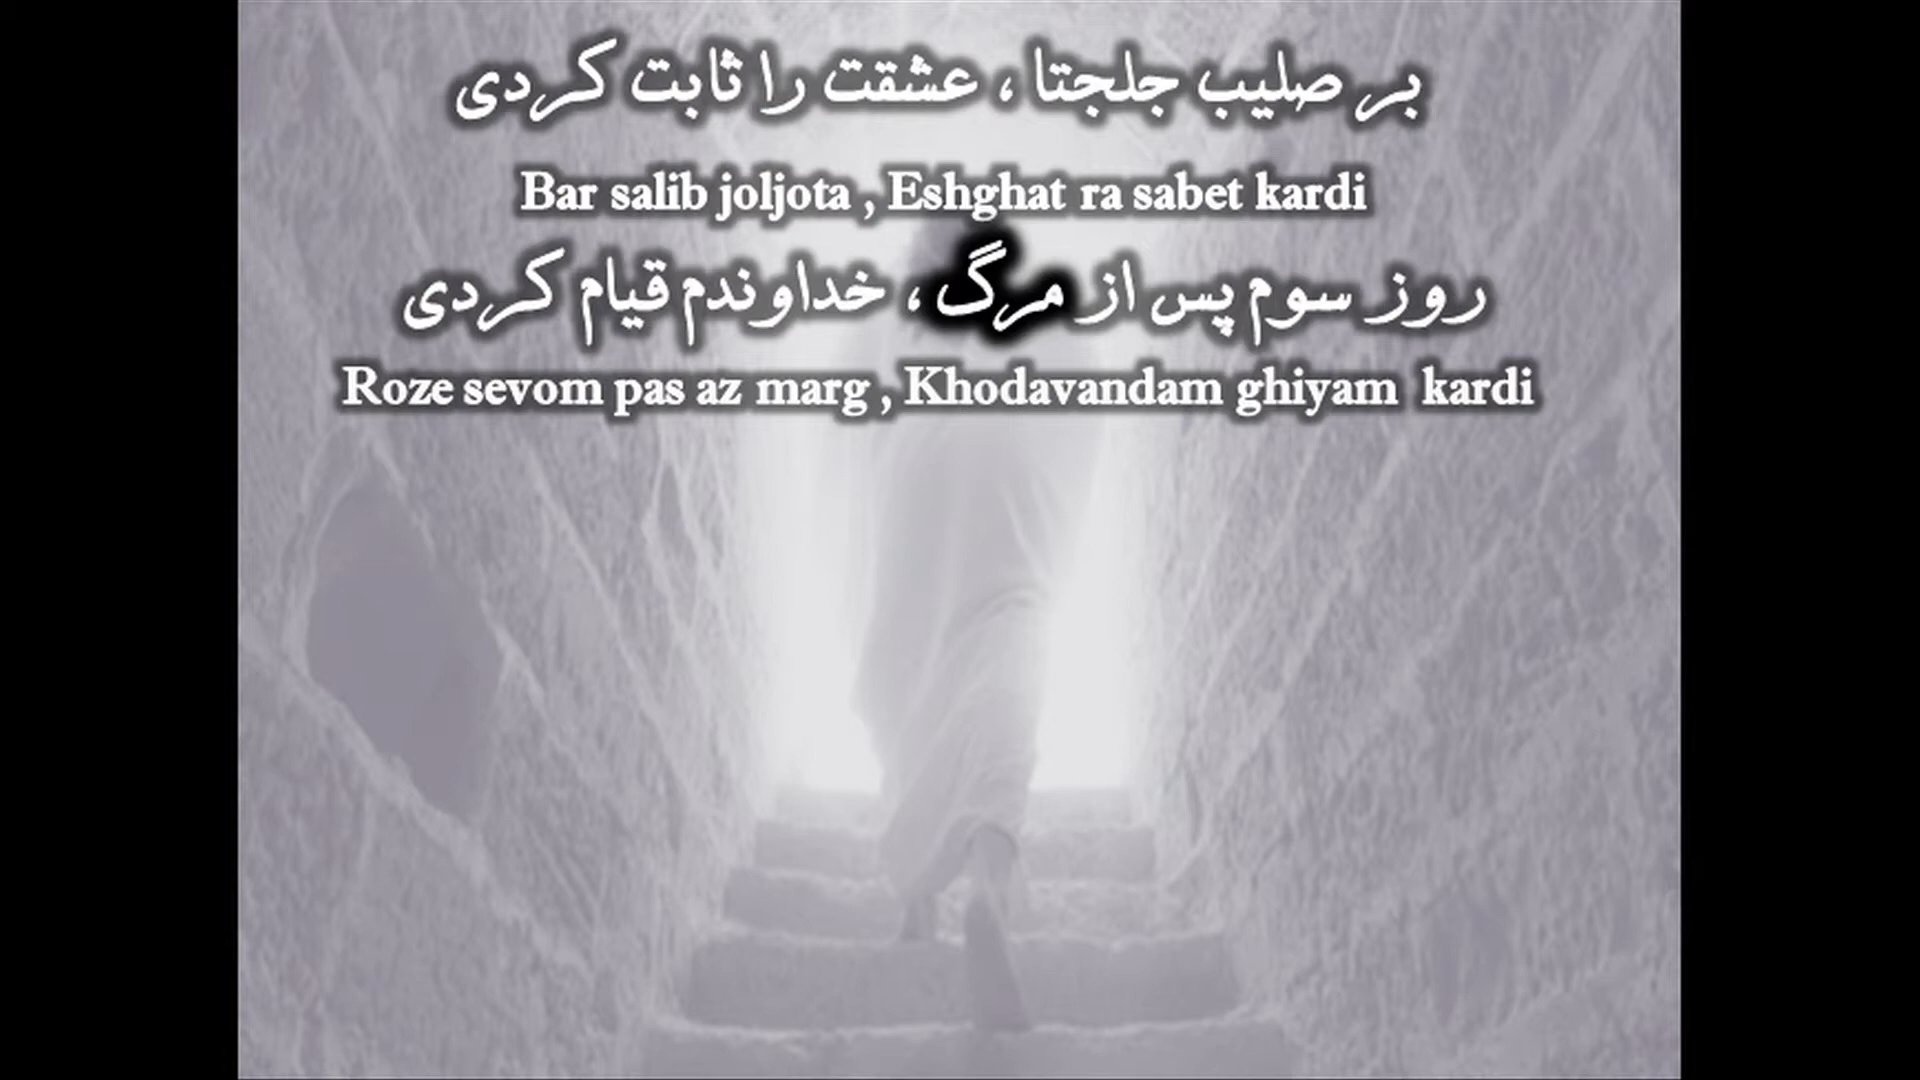 بر صلیب جلجتا ، عشقت را ثابت کردی
Bar salib joljota , Eshghat ra sabet kardi
روز سوم پس از مرگ ، خداوندم قیام کردی
Roze sevom pas az marg , Khodavandam ghiyam kardi